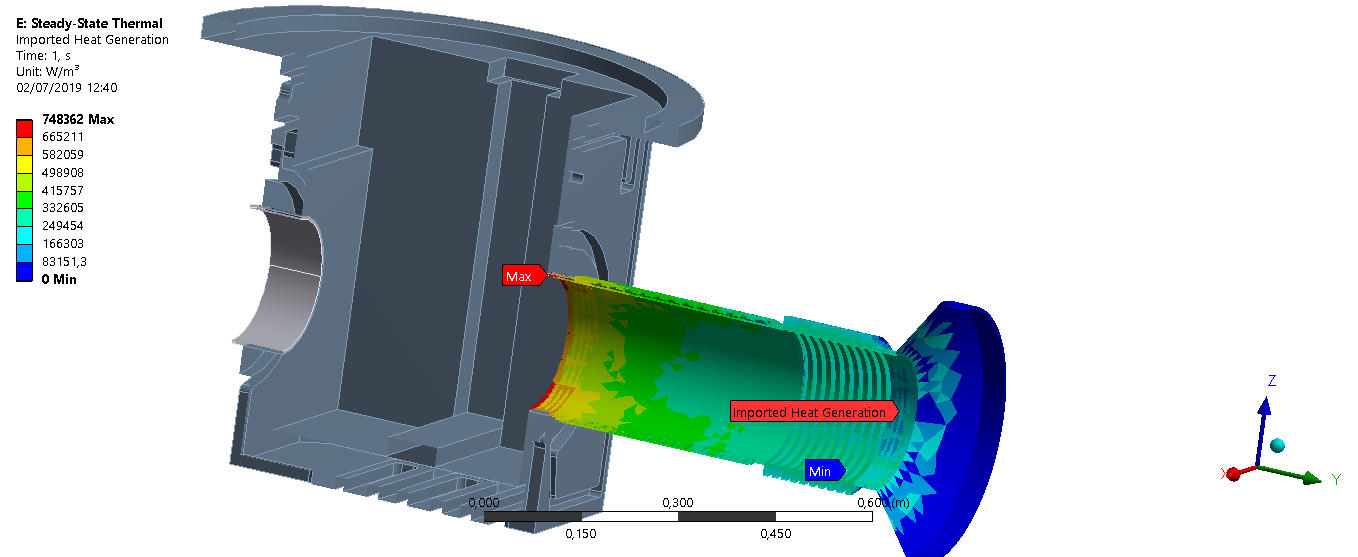 E: Steady-State Thermal
Imported Heat Generation
Time: 1, s
Unit: W/m³
02/07/2019 12:40
748362 Max
665211
582059
498908
415757
332605
249454
166303
83151,3
0 Min
Max
Imported Heat Generation
Min
0,000 0,300 0,600 (m)
0,150 0,450
Z
X
Y